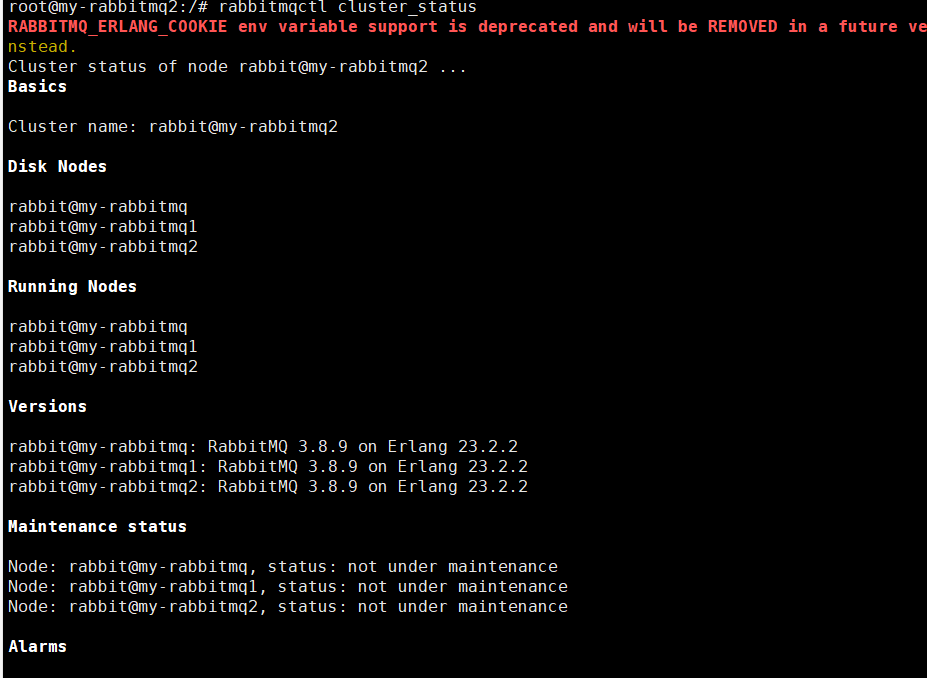 root@my-rabbitmq2:/# rabbitmqctl cluster_status
RABBITMQ_ERLANG_COOKIE env variable support is deprecated and will be REMOVED in a future ve
nstead.
Cluster status of node rabbit@my-rabbitmq2 ...
Basics
Cluster name: rabbit@my-rabbitmq2
Disk Nodes
rabbit@my-rabbitmq
rabbit@my-rabbitmq1
rabbit@my-rabbitmq2
Running Nodes
rabbit@my-rabbitmq
rabbit@my-rabbitmq1
rabbit@my-rabbitmq2
Versions
rabbit@my-rabbitmq: RabbitMQ 3.8.9 on Erlang 23.2.2
rabbit@my-rabbitmq1: RabbitMQ 3.8.9 on Erlang 23.2.2
rabbit@my-rabbitmq2: RabbitMQ 3.8.9 on Erlang 23.2.2
Maintenance status
Node: rabbit@my-rabbitmq, status: not under maintenance
Node: rabbit@my-rabbitmq1, status: not under maintenance
Node: rabbit@my-rabbitmq2, status: not under maintenance
Alarms